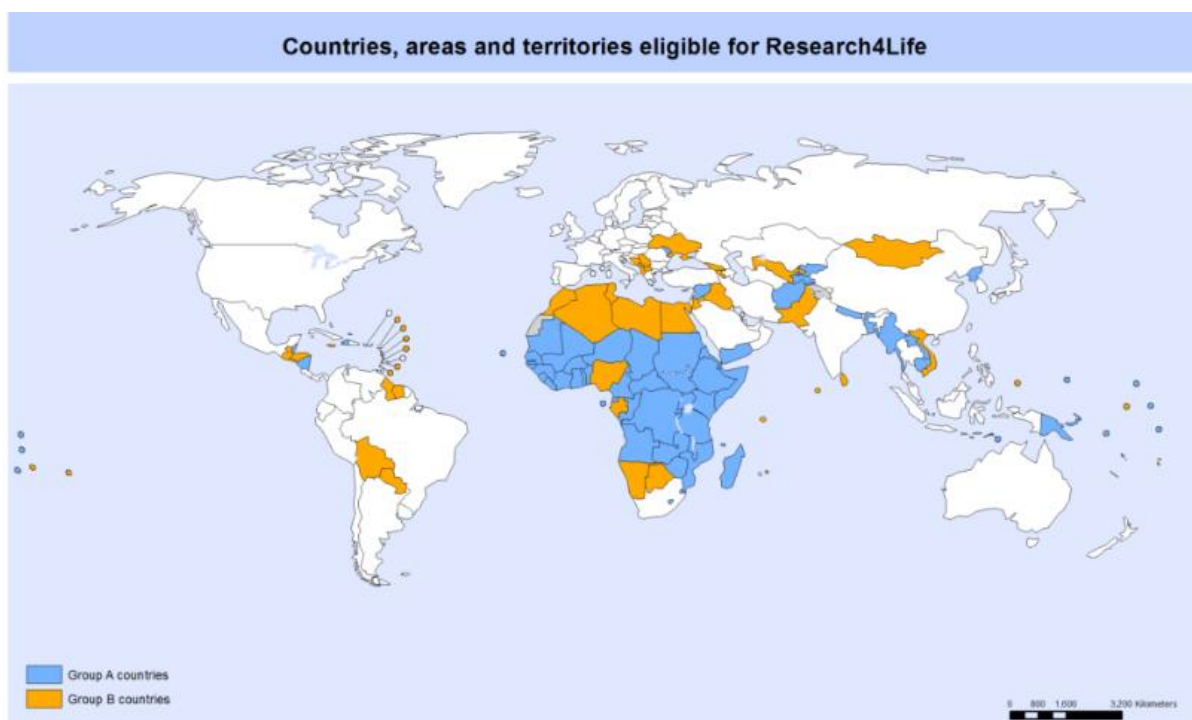 Countries, areas and territories eligible for Research4Life
Group A countries
Group B countries
0 800 1,600 3,200 Kilometers